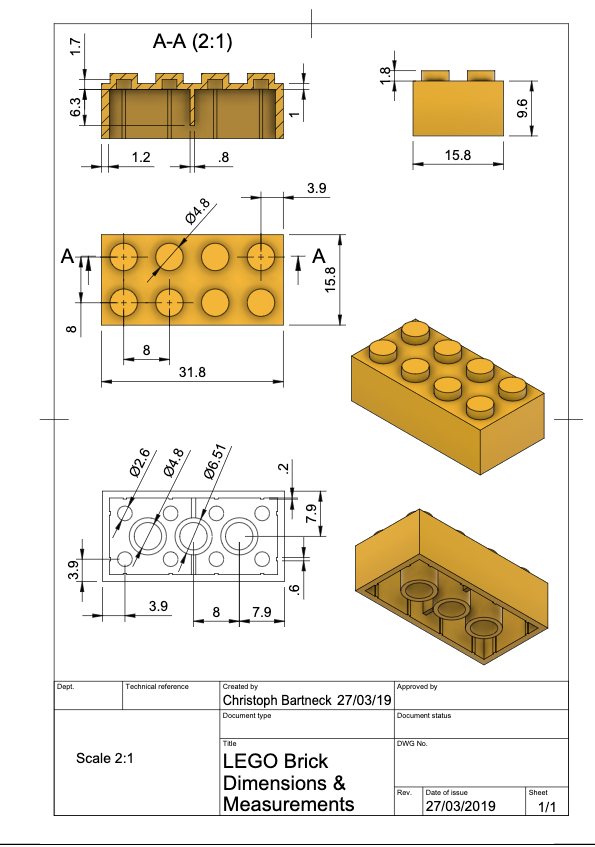 A-A (2:1)
1.7
6.3
1.2
.8
1
1.8
9.6
15.8
3.9
Ø4.8
A
A
8
15.8
8
31.8
Ø2.6
Ø4.8
Ø6.51
.2
7.9
3.9
3.9
8
7.9
.6
Dept.
Technical reference
Created by
Christoph Bartneck 27/03/19
Approved by
Document type
Document status
Scale 2:1
Title
LEGO Brick
Dimensions &
Measurements
DWG No.
Rev.
Date of issue
27/03/2019
Sheet
1/1